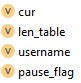 V cur
V len_table
V username
V pause_flag